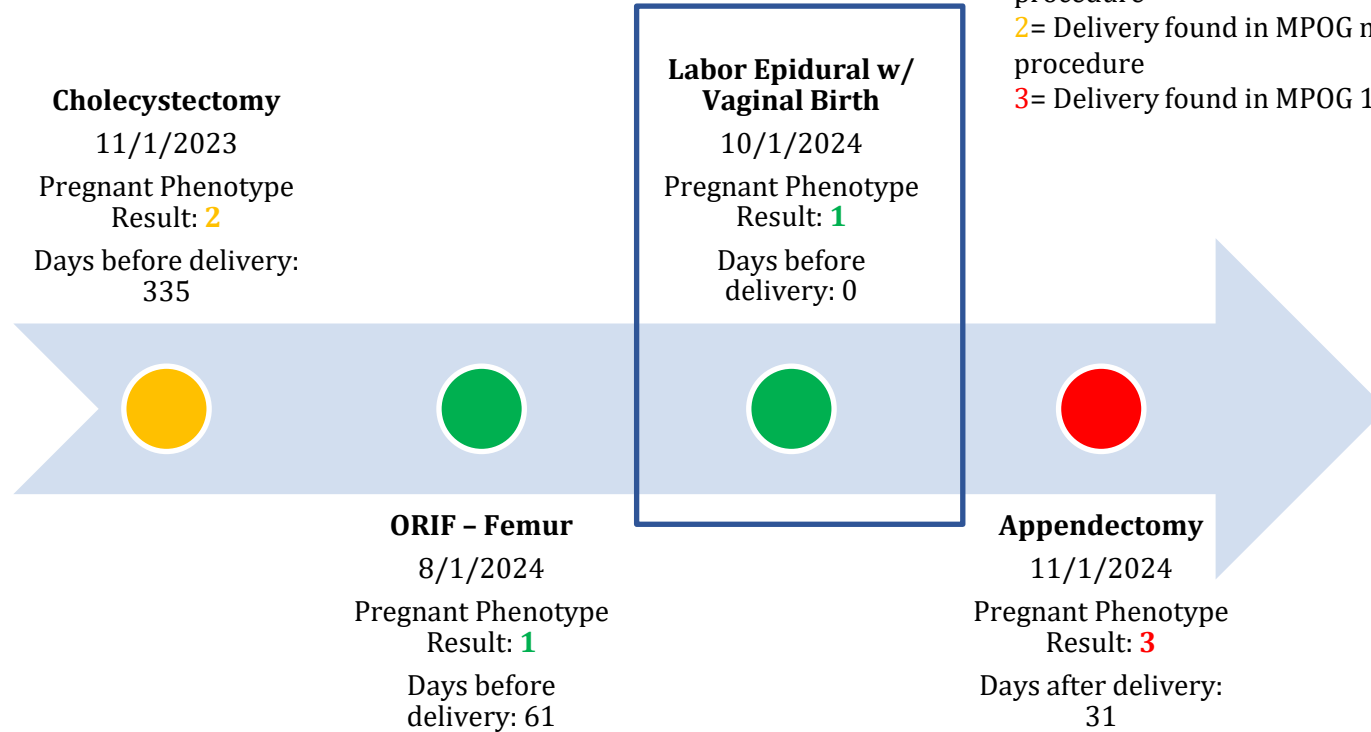 procedure
2= Delivery found in MPOG
procedure
3= Delivery found in MPOG 1
Cholecystectomy
11/1/2023
Pregnant Phenotype
Result: 2
Days before delivery:
335
Labor Epidural w/
Vaginal Birth
10/1/2024
Pregnant Phenotype
Result: 1
Days before
delivery: 0
ORIF – Femur
8/1/2024
Pregnant Phenotype
Result: 1
Days before
delivery: 61
Appendectomy
11/1/2024
Pregnant Phenotype
Result: 3
Days after delivery:
31